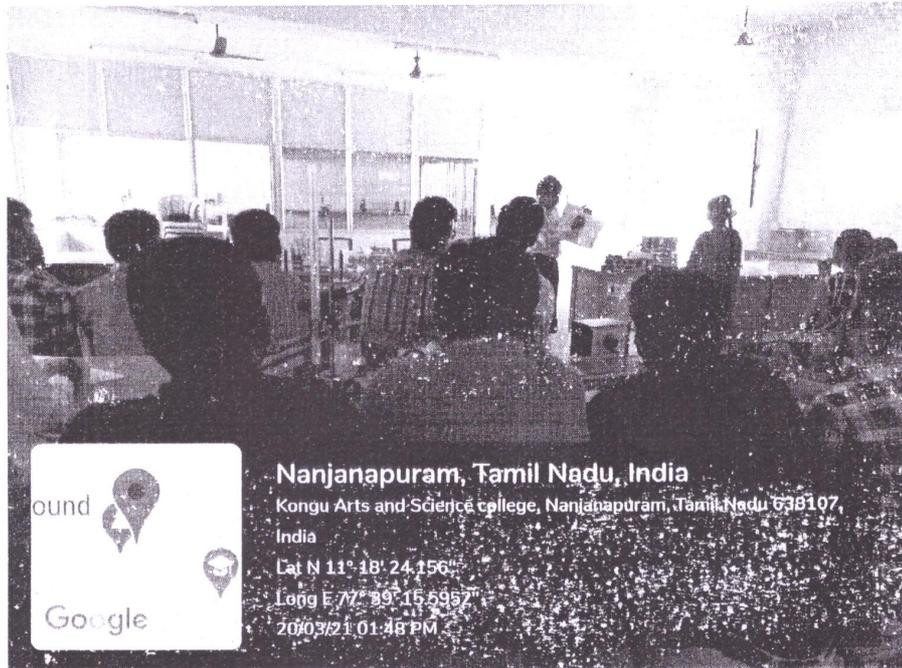 ound
Google
Nanjanapuram, Tamil Nadu, India
Kongu Arts and Science college, Nanjanapuram, Tamil Nadu 638107,
India
Lat N 11° 18' 24.156"
Long E 77° 39' 15.5952"
20/03/21 01:48 PM